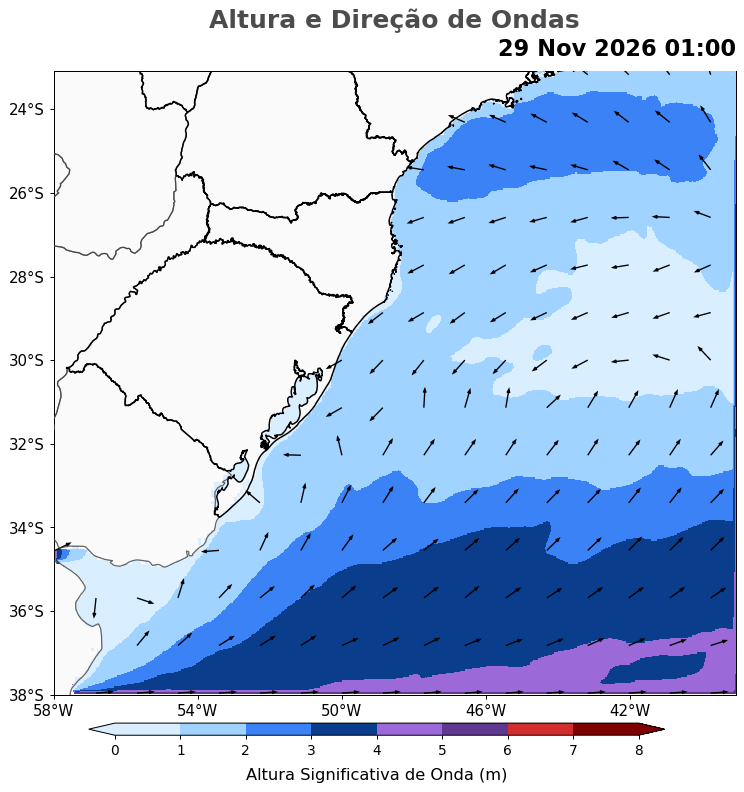 Altura e Direção de Ondas
29 Nov 2026 01:00
24°S
26°S
28°S
30°S
32°S
34°S
36°S
38°S
58°W 54°W 50°W 46°W 42°W
0 1 2 3 4 5 6 7 8
Altura Significativa de Onda (m)